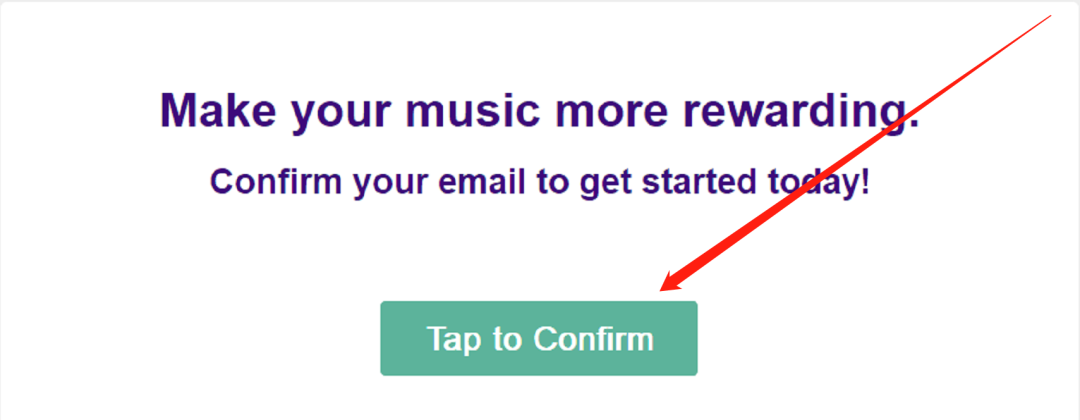 Make your music more rewarding.
Confirm your email to get started today!
Tap to Confirm